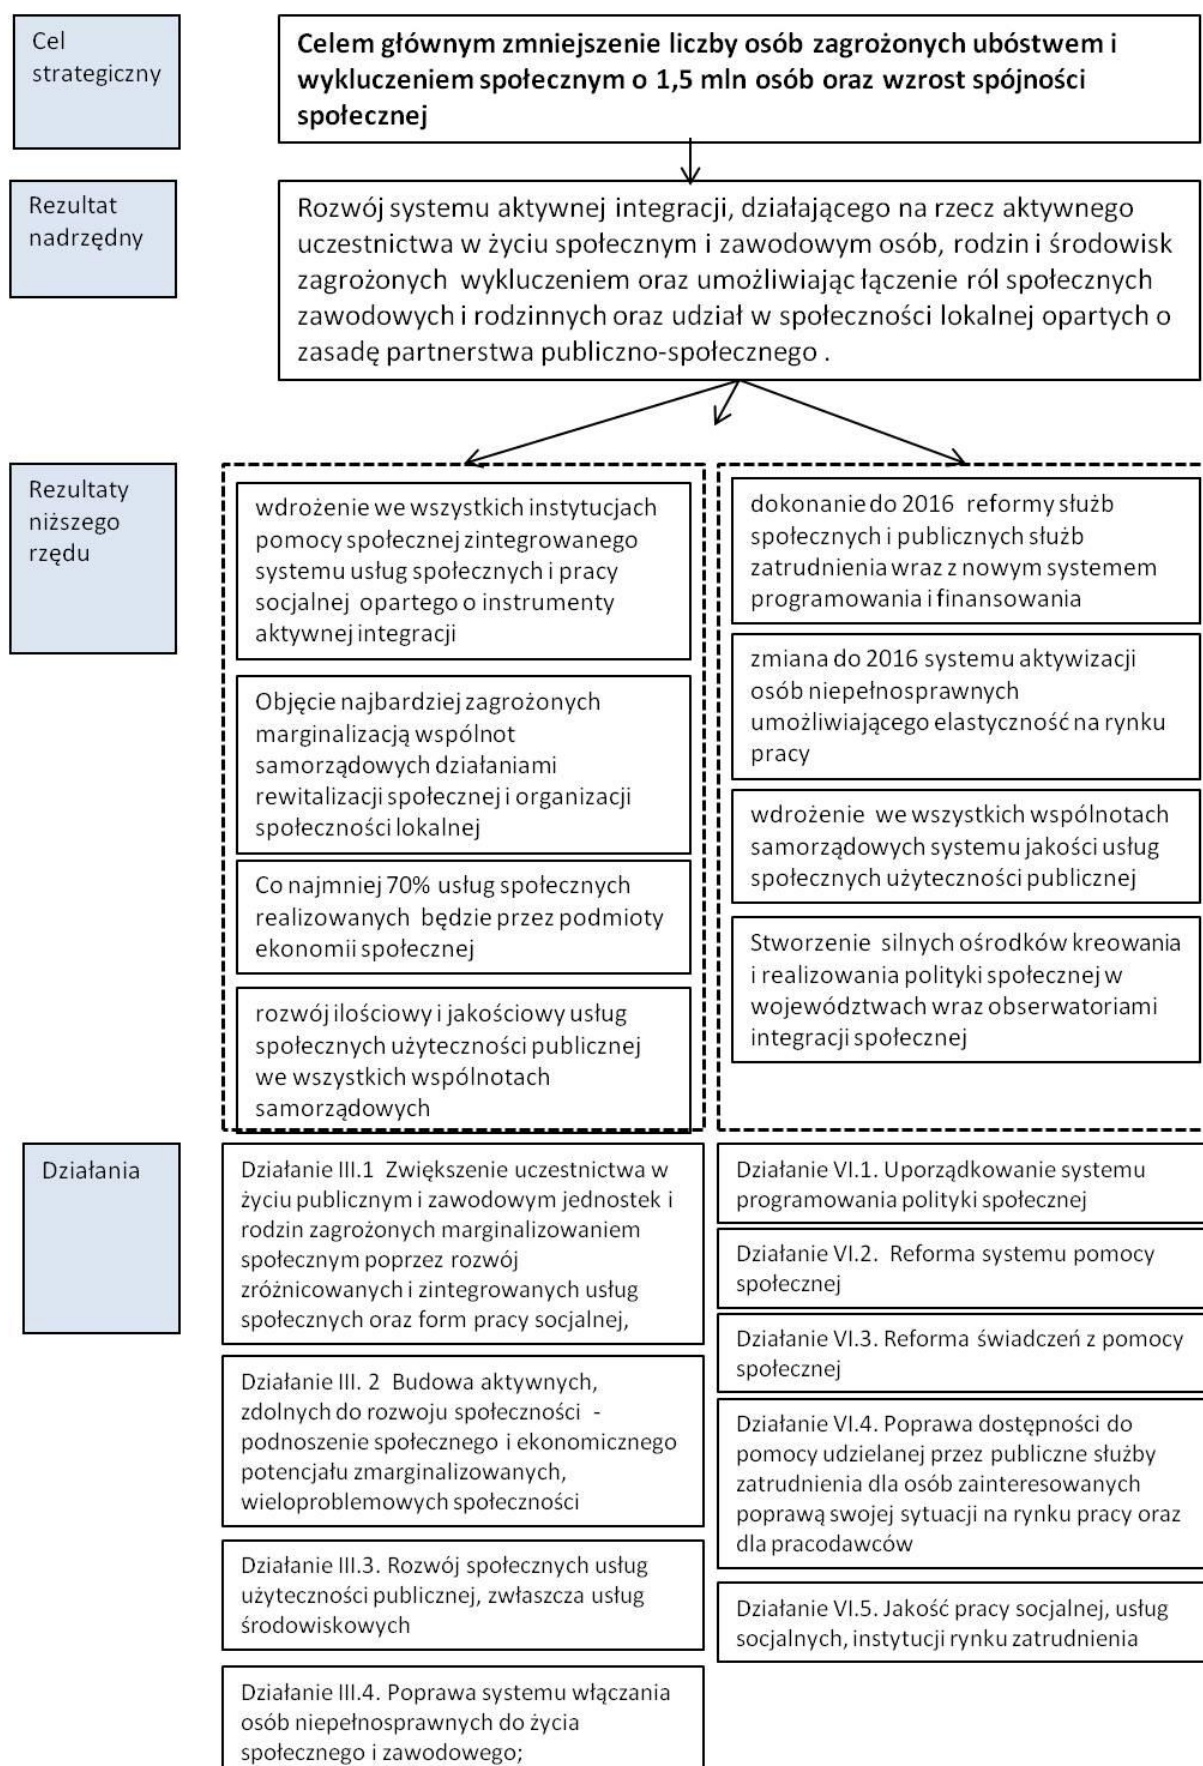 Cel
strategiczny
Celem głównym zmniejszenie liczby osób zagrożonych ubóstwem i
wykluczeniem społecznym o 1,5 mln osób oraz wzrost spójności
społecznej
Rezultat
nadrzędny
Rozwój systemu aktywnej integracji, działającego na rzecz aktywnego
uczestnictwa w życiu społecznym i zawodowym osób, rodzin i środowisk
zagrożonych wykluczeniem oraz umożliwiając łączenie ról społecznych
zawodowych i rodzinnych oraz udział w społeczności lokalnej opartych o
zasadę partnerstwa publiczno-społecznego .
Rezultaty
niższego
rzędu
wdrożenie we wszystkich instytucjach
pomocy społecznej zintegrowanego
systemu usług społecznych i pracy
socjalnej opartego o instrumenty
aktywnej integracji
Objęcie najbardziej zagrożonych
marginalizacją wspólnot
samorządowych działaniami
rewitalizacji społecznej i organizacji
społeczności lokalnej
Co najmniej 70% usług społecznych
realizowanych będzie przez podmioty
ekonomii społecznej
rozwój ilościowy i jakościowy usług
społecznych użyteczności publicznej
we wszystkich wspólnotach
samorządowych
dokonanie do 2016 reformy służb
społecznych i publicznych służb
zatrudnienia wraz z nowym systemem
programowania i finansowania
zmiana do 2016 systemu aktywizacji
osób niepełnosprawnych
umożliwiającego elastyczność na rynku
pracy
wdrożenie we wszystkich wspólnotach
samorządowych systemu jakości usług
społecznych użyteczności publicznej
Stworzenie silnych ośrodków kreowania
i realizowania polityki społecznej w
województwach wraz obserwatoriami
integracji społecznej
Działania
Działanie III.1 Zwiększenie uczestnictwa w
życiu publicznym i zawodowym jednostek i
rodzin zagrożonych marginalizowaniem
społecznym poprzez rozwój
zróżnicowanych i zintegrowanych usług
społecznych oraz form pracy socjalnej,
Działanie III. 2 Budowa aktywnych,
zdolnych do rozwoju społeczności -
podnoszenie społecznego i ekonomicznego
potencjału zmarginalizowanych,
wieloproblemowych społeczności
Działanie III.3. Rozwój społecznych usług
użyteczności publicznej, zwłaszcza usług
środowiskowych
Działanie III.4. Poprawa systemu włączania
osób niepełnosprawnych do życia
społecznego i zawodowego;
Działanie VI.1. Uporządkowanie systemu
programowania polityki społecznej
Działanie VI.2. Reforma systemu pomocy
społecznej
Działanie VI.3. Reforma świadczeń z pomocy
społecznej
Działanie VI.4. Poprawa dostępności do
pomocy udzielanej przez publiczne służby
zatrudnienia dla osób zainteresowanych
poprawą swojej sytuacji na rynku pracy oraz
dla pracodawców
Działanie VI.5. Jakość pracy socjalnej, usług
socjalnych, instytucji rynku zatrudnienia